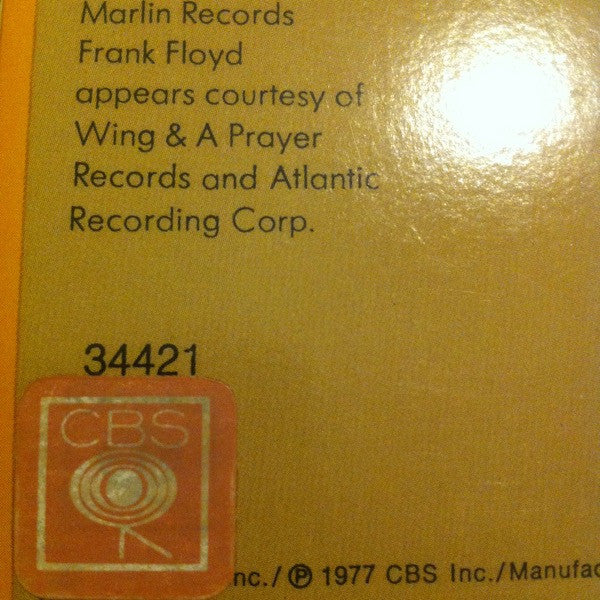 Marlin Records
Frank Floyd
appears courtesy of
Wing & A Prayer
Records and Atlantic
Recording Corp.
34421
CBS
nc./ ℗ 1977 CBS Inc./Manufac